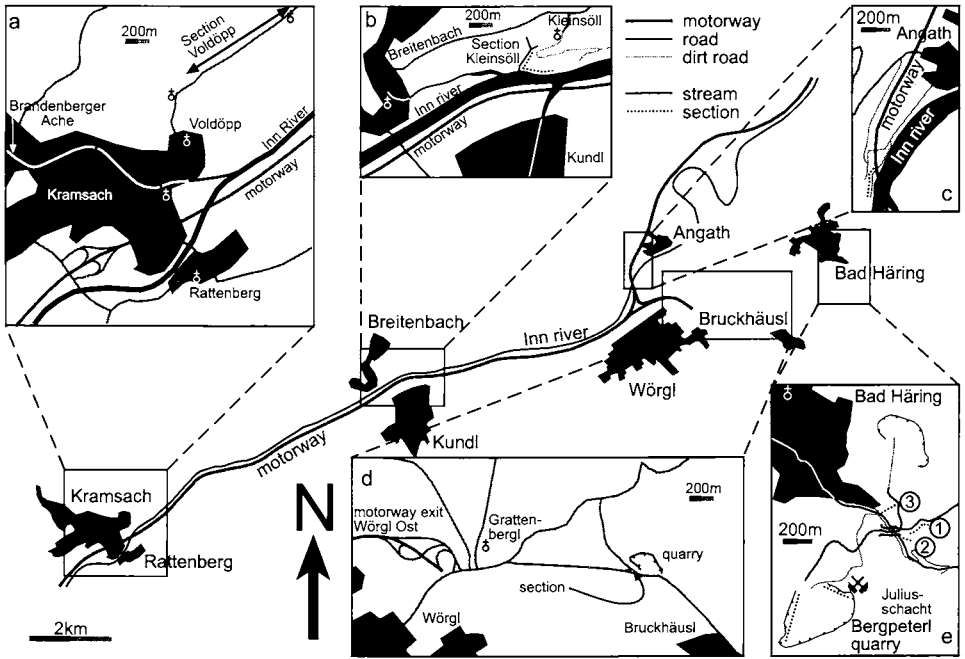 a
200m
Section
Voldöpp
Brandenberger
Ache
Voldöpp
Inn River
motorway
Kramsach
Rattenberg
b
200m
Kleinsöll
Breitenbach
Section
Kleinsöll
Inn river
motorway
Kundl
motorway
road
dirt road
stream
section
200m
Angath
motorway
Inn river
c
Angath
Bad Häring
Bruckhäusl
Wörgl
Inn river
Breitenbach
Kundl
motorway
Kramsach
Rattenberg
2km
N
d
200m
motorway exit
Wörgl Ost
Gratten-
bergl
quarry
section
Wörgl
Bruckhäusl
Bad Häring
3
1
2
200m
Julius-
schacht
Bergpeterl
quarry
e